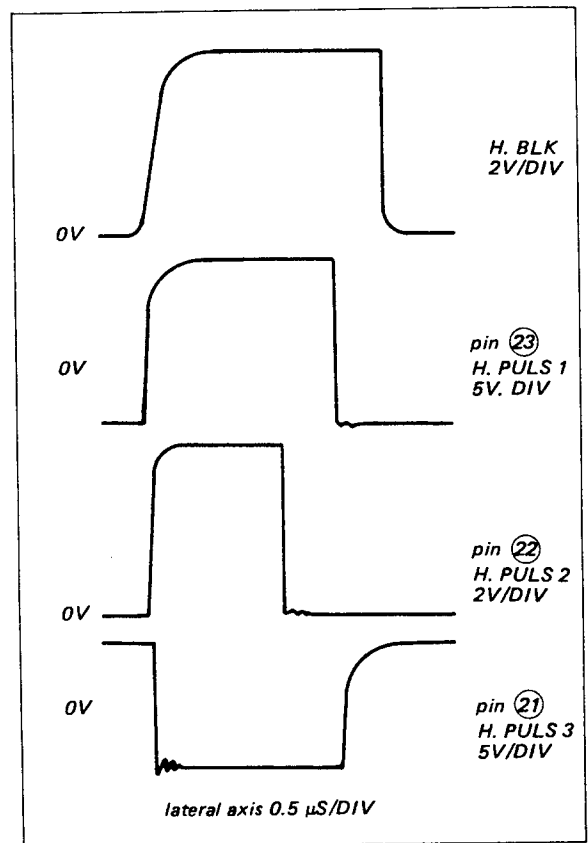 H. BLK
2V/DIV
0V
pin 23
H. PULS 1
5V. DIV
0V
pin 22
H. PULS 2
2V/DIV
0V
pin 21
H. PULS 3
5V/DIV
0V
lateral axis 0.5 μS/DIV